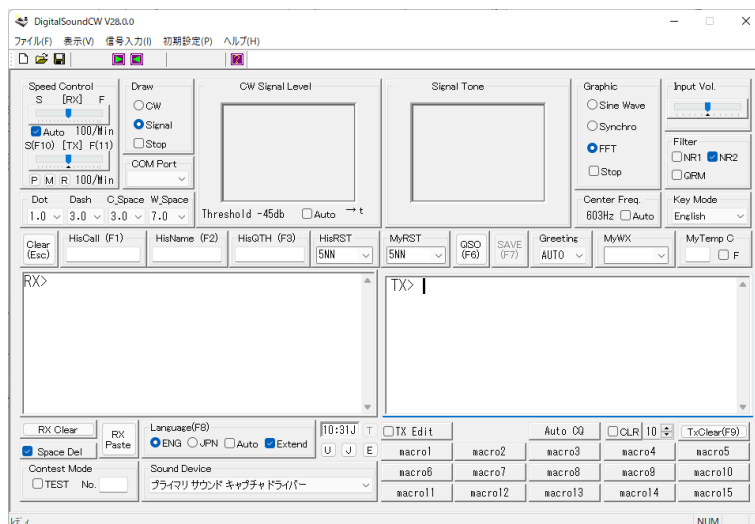 DigitalSoundCW V28.0.0
ファイル(F) 表示(V) 信号入力(I) 初期設定(P) ヘルプ(H)
Speed Control
S [RX] F
Auto 100/Min
S(F10) [TX] F(11)
P M R 100/Min
Draw
CW
Signal
Stop
COM Port
CW Signal Level
Threshold -45db Auto →t
Signal Tone
Graphic
Sine Wave
Synchro
FFT
Stop
Input Vol.
Filter
NR1 NR2
QRM
Dot Dash C_Space W_Space
1.0 3.0 3.0 7.0
Center Freq.
603Hz Auto
Key Mode
English
Clear (Esc)
HisCall (F1)
HisName (F2)
HisQTH (F3)
HisRST
5NN
MyRST
5NN
QSO (F6)
SAVE (F7)
Greeting
AUTO
MyWX
MyTemp C
F
RX>
TX>
RX Clear
Space Del
RX Paste
Language(F8)
ENG JPN Auto Extend
10:31J T
U J E
TX Edit Auto CQ CLR 10 TxClear(F9)
macro1 macro2 macro3 macro4 macro5
macro6 macro7 macro8 macro9 macro10
macro11 macro12 macro13 macro14 macro15
Contest Mode
TEST No.
Sound Device
プライマリ サウンド キャプチャ ドライバー
レディ NUM